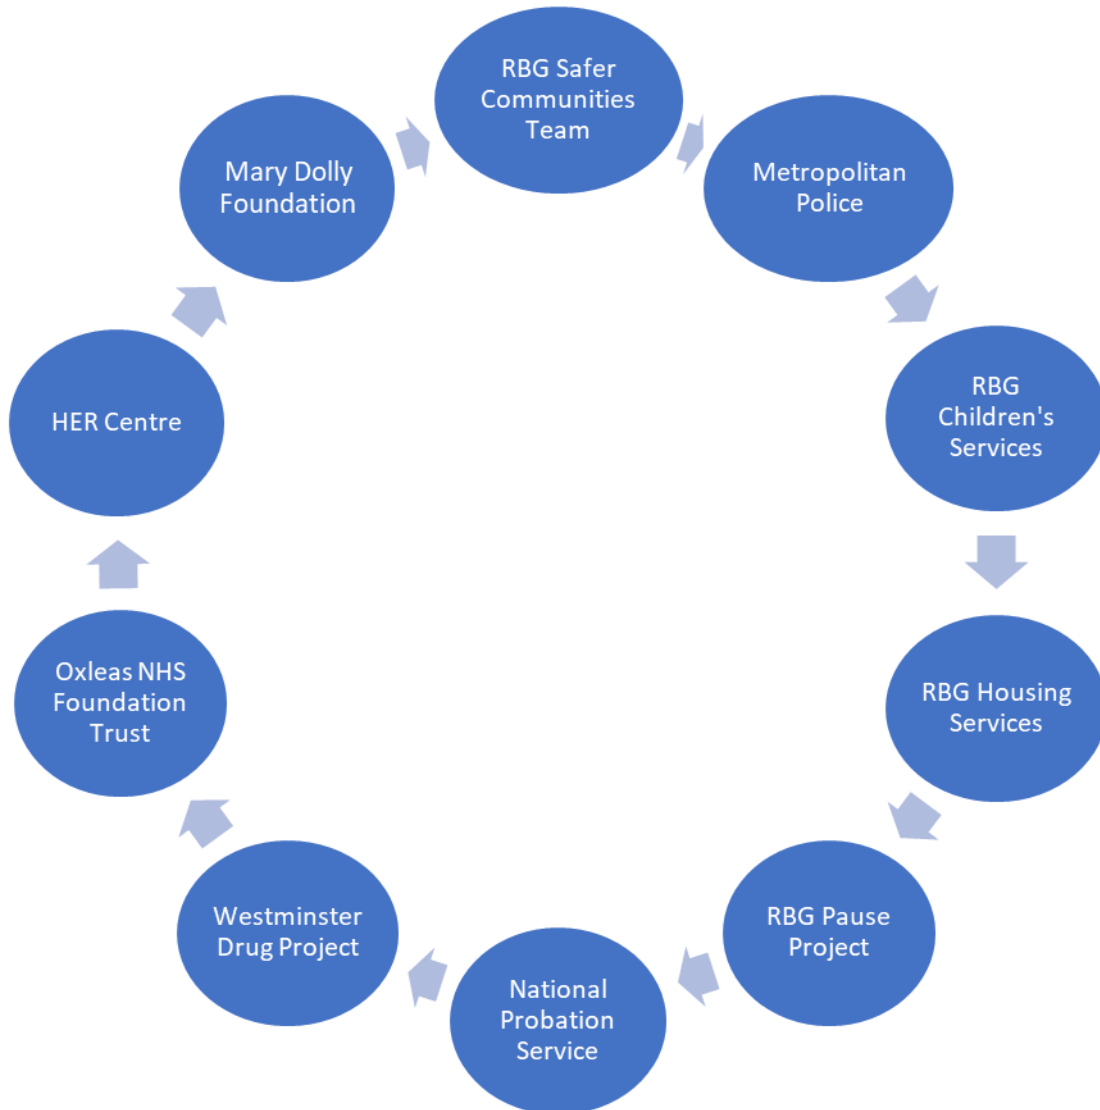 RBG Safer
Communities
Team
Metropolitan
Police
RBG
Children's
Services
RBG Housing
Services
RBG Pause
Project
National
Probation
Service
Westminster
Drug Project
Oxleas NHS
Foundation
Trust
HER Centre
Mary Dolly
Foundation